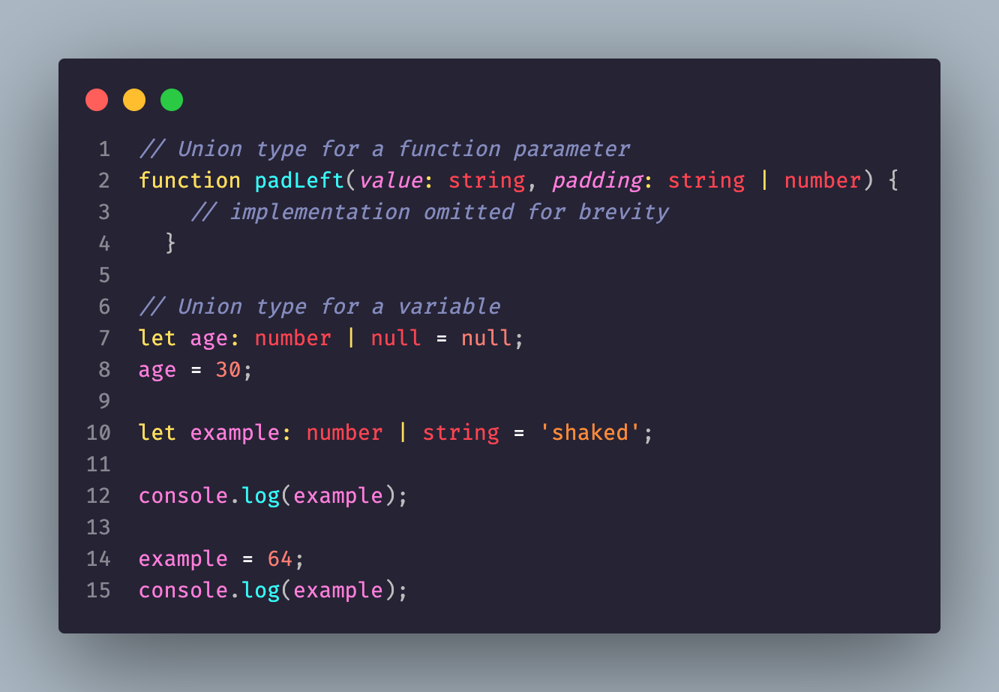 1 // Union type for a function parameter
2 function padLeft(value: string, padding: string | number) {
3     // implementation omitted for brevity
4   }
5
6 // Union type for a variable
7 let age: number | null = null;
8 age = 30;
9
10 let example: number | string = 'shaked';
11
12 console.log(example);
13
14 example = 64;
15 console.log(example);